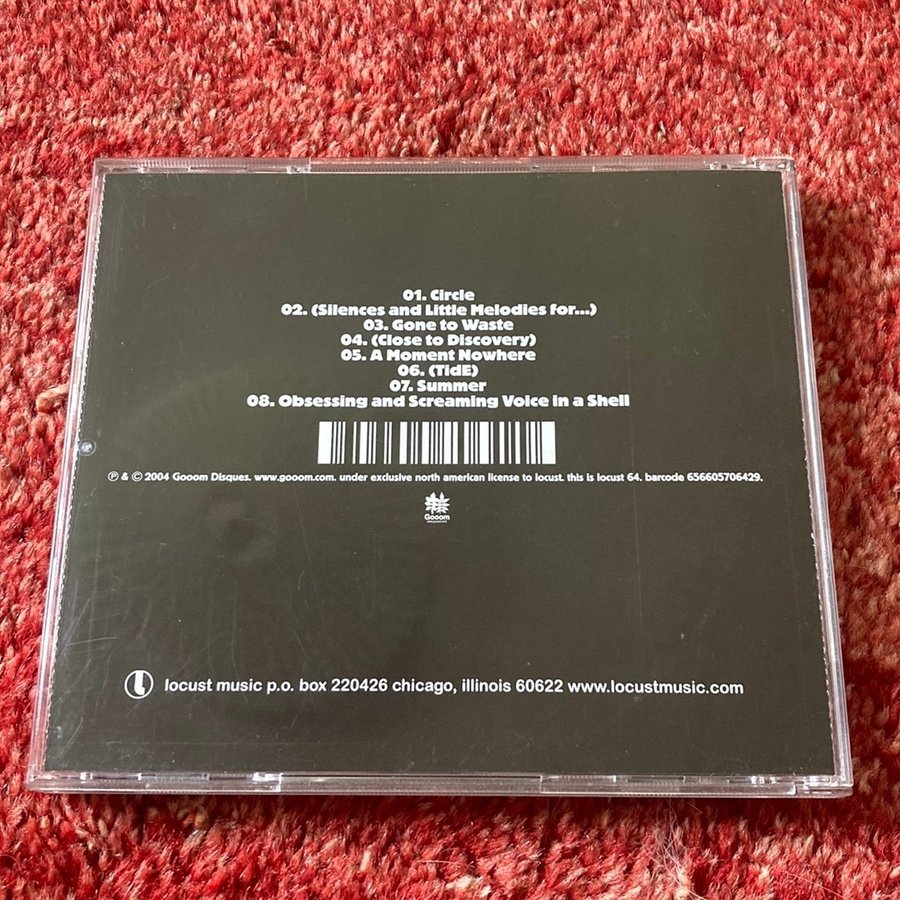 01. Circle
02. (Silences and Little Melodies for...)
03. Gone to Waste
04. (Close to Discovery)
05. A Moment Nowhere
06. (TidE)
07. Summer
08. Obsessing and Screaming Voice in a Shell
℗ & © 2004 Gooom Disques. www.gooom.com. under exclusive north american license to locust. this is locust 64. barcode 656605706429.
Gooom
locust music p.o. box 220426 chicago, illinois 60622 www.locustmusic.com